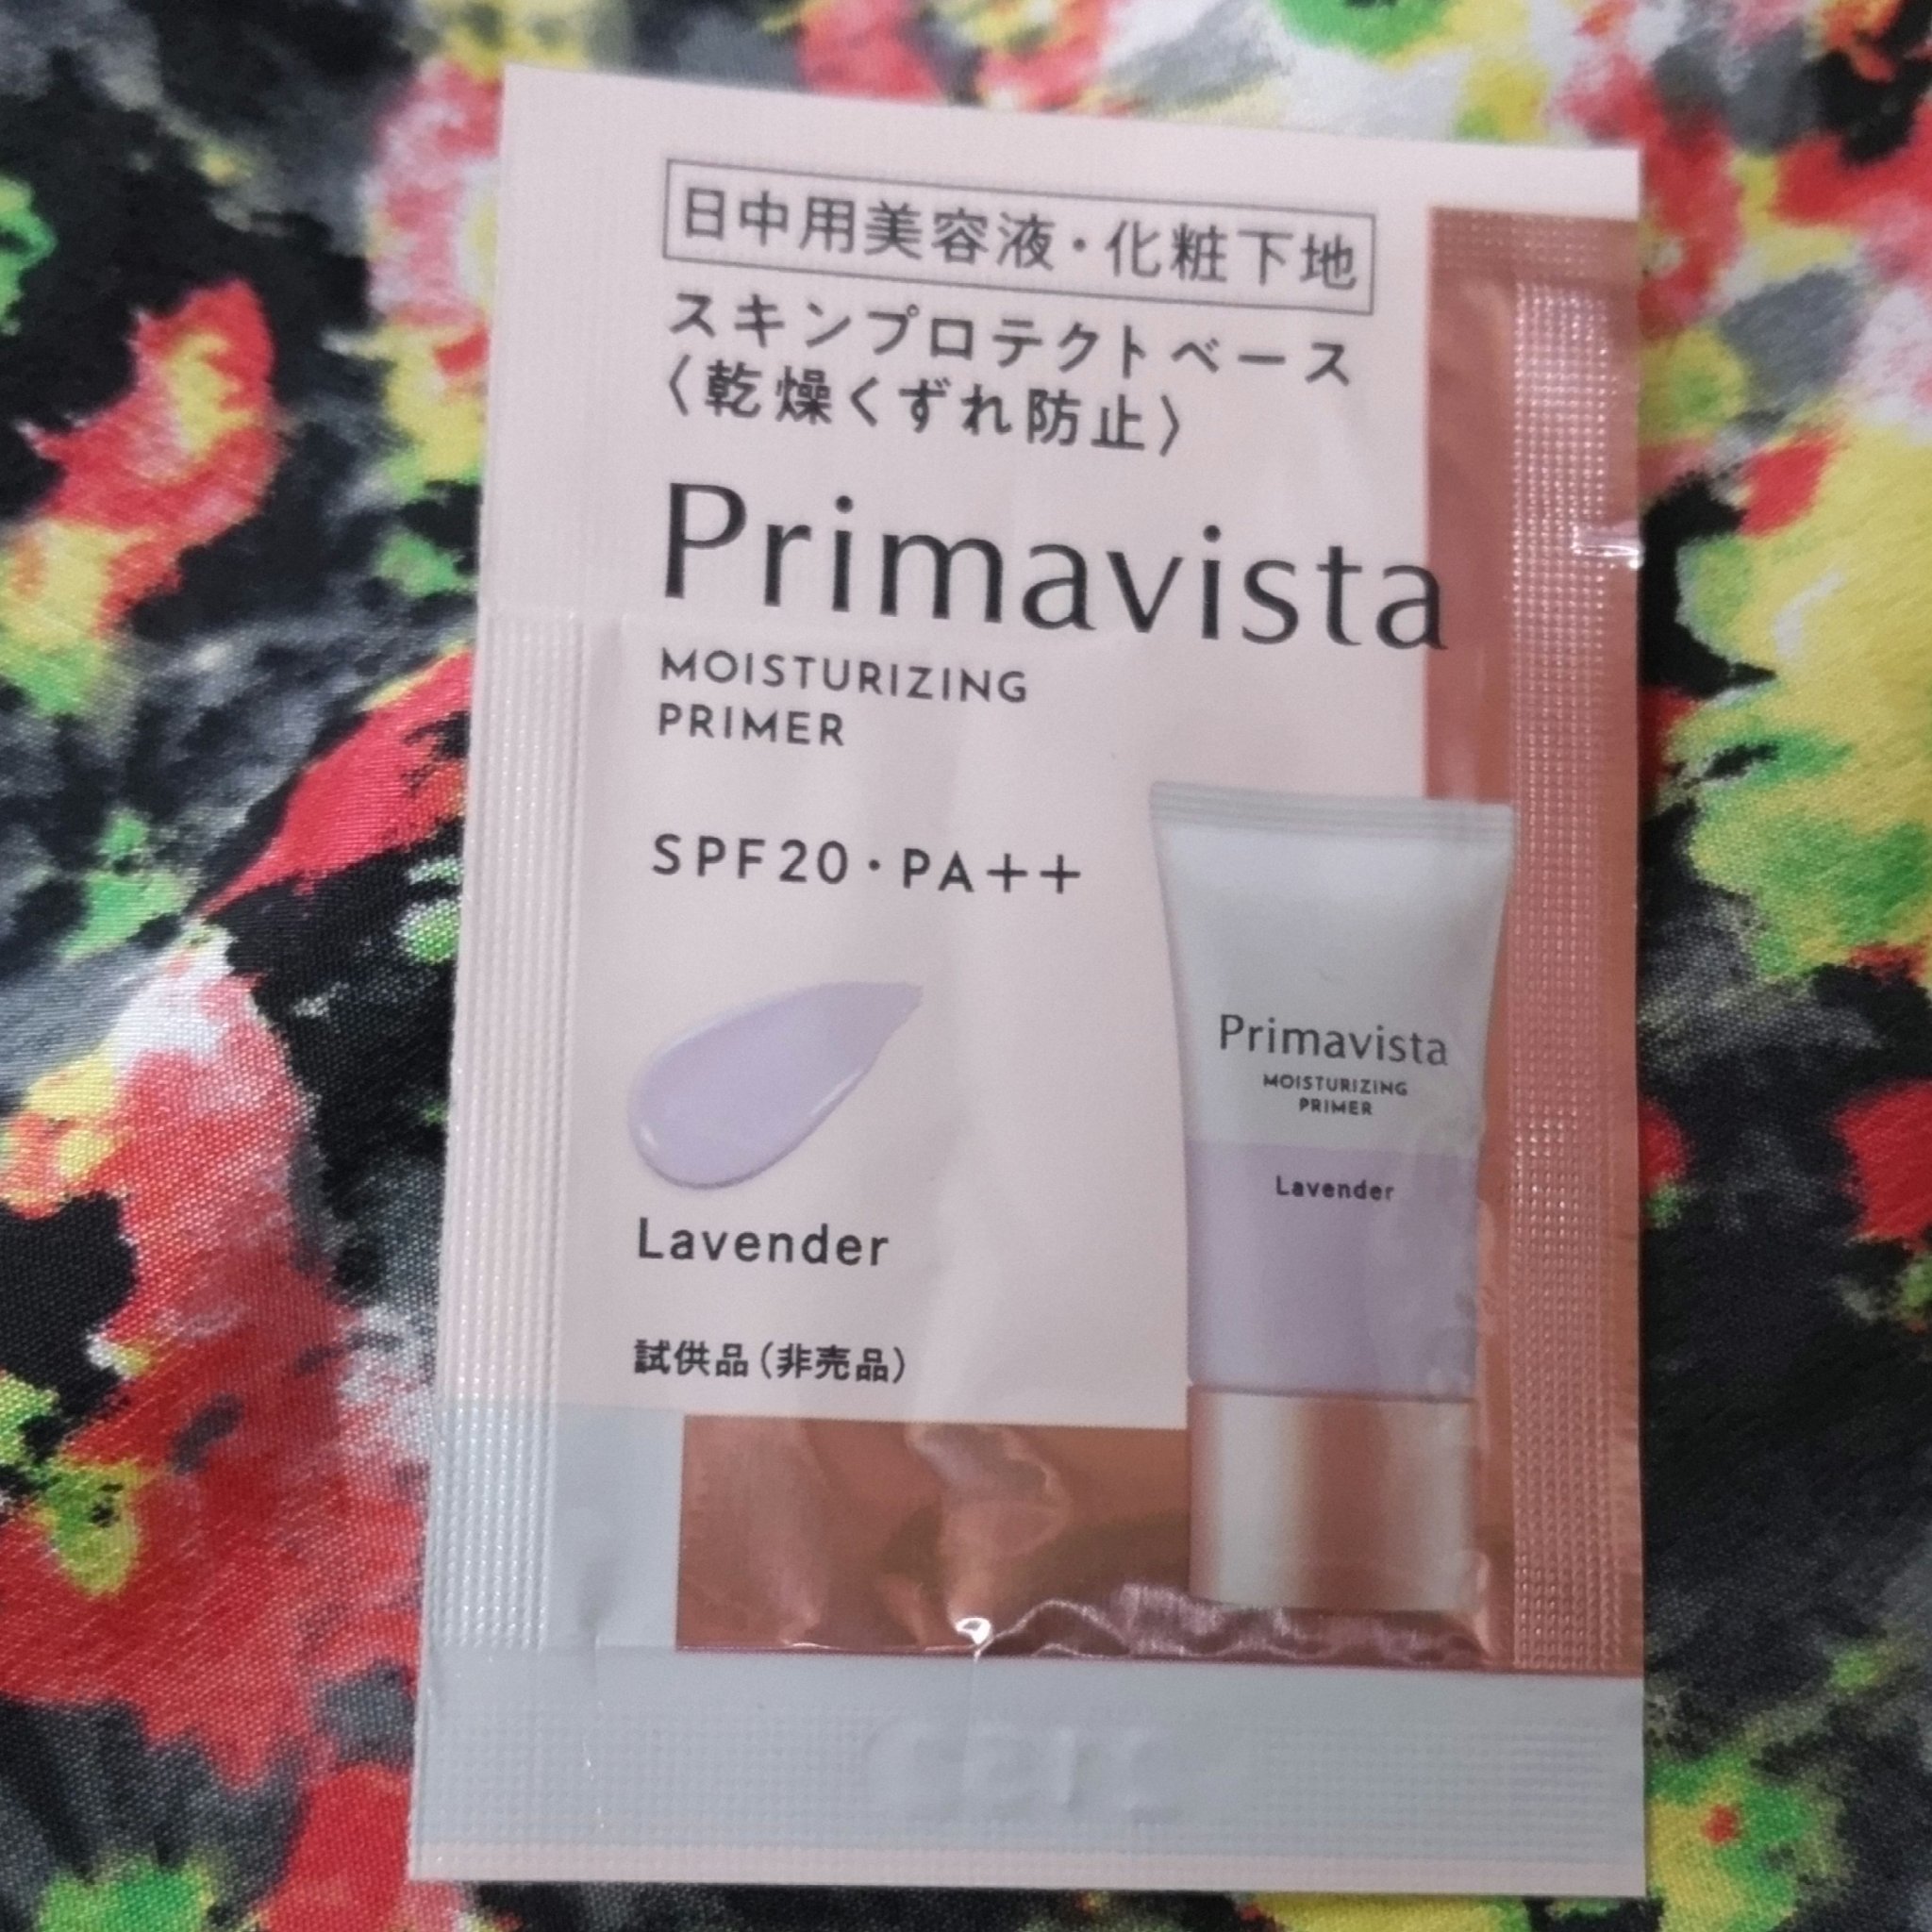 日中用美容液・化粧下地
スキンプロテクトベース
〈乾燥くずれ防止〉
Primavista
MOISTURIZING
PRIMER
SPF20・PA++
Lavender
試供品(非売品)
Primavista
MOISTURIZING
PRIMER
Lavender